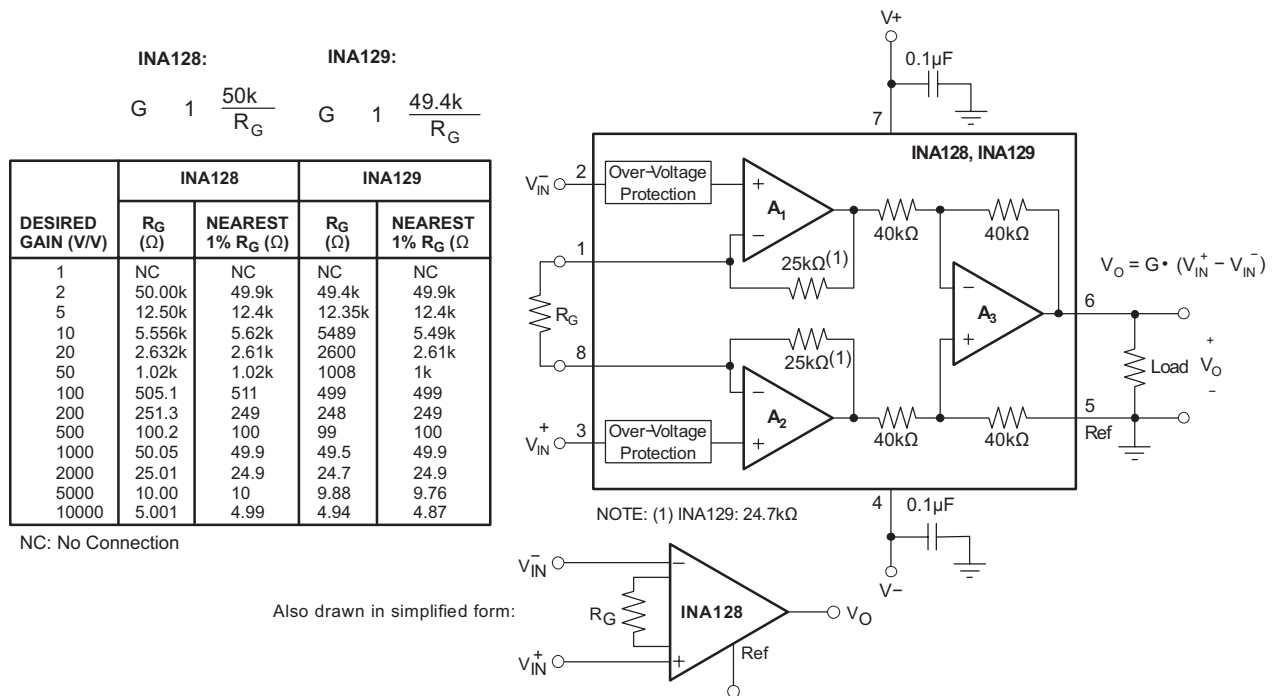 INA128:
INA129:
G 1 50k
R_G
G 1 49.4k
R_G
DESIRED GAIN (V/V) INA128 INA129
R_G (Ω) NEAREST 1% R_G (Ω) R_G (Ω) NEAREST 1% R_G (Ω
1 NC NC NC NC
2 50.00k 49.9k 49.4k 49.9k
5 12.50k 12.4k 12.35k 12.4k
10 5.556k 5.62k 5489 5.49k
20 2.632k 2.61k 2600 2.61k
50 1.02k 1.02k 1008 1k
100 505.1 511 499 499
200 251.3 249 248 249
500 100.2 100 99 100
1000 50.05 49.9 49.5 49.9
2000 25.01 24.9 24.7 24.9
5000 10.00 10 9.88 9.76
10000 5.001 4.99 4.94 4.87
NC: No Connection
V+
0.1µF
7
INA128, INA129
V_IN^− 2 Over-Voltage
Protection
+
A_1
−
40kΩ
40kΩ
1
25kΩ^(1)
R_G
−
A_3
+
6
V_O = G • (V_IN^+ − V_IN^−)
8
25kΩ^(1)
Load
+
V_O
−
−
A_2
+
V_IN^+ 3 Over-Voltage
Protection
40kΩ
40kΩ
5
Ref
NOTE: (1) INA129: 24.7kΩ
4
0.1µF
V−
Also drawn in simplified form:
V_IN^−
−
R_G
INA128
V_O
+
V_IN^+
Ref